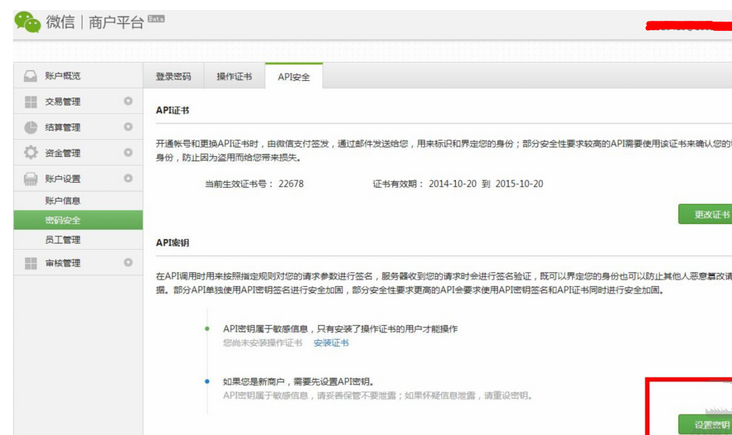 微信 | 商户平台 Beta
账户概览
交易管理
结算管理
资金管理
账户设置
账户信息
密码安全
员工管理
审核管理
登录密码 操作证书 API安全
API证书
开通帐号和更换API证书时，由微信支付签发，通过邮件发送给您，用来标识和界定您的身份；部分安全性要求较高的API需要使用该证书来确认您的
身份，防止因为盗用而给您带来损失。
当前生效证书号： 22678 证书有效期： 2014-10-20 到 2015-10-20
更改证书
API密钥
在API调用时用来按照指定规则对您的请求参数进行签名，服务器收到您的请求时会进行签名验证，既可以界定您的身份也可以防止其他人恶意篡改请
据。部分API单独使用API密钥签名进行安全加固，部分安全性要求更高的API会要求使用API密钥签名和API证书同时进行安全加固。
API密钥属于敏感信息，只有安装了操作证书的用户才能操作
您尚未安装操作证书 安装证书
如果您是新商户，需要先设置API密钥。
API密钥属于敏感信息，请妥善保管不要泄露；如果怀疑信息泄露，请重设密钥。
设置密钥